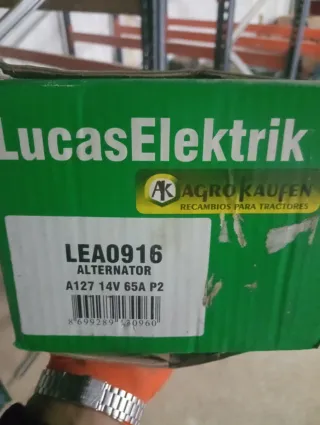 LucasElektrik
AK AGROKAUFEN
RECAMBIOS PARA TRACTORES
LEA0916
ALTERNATOR
A127 14V 65A P2